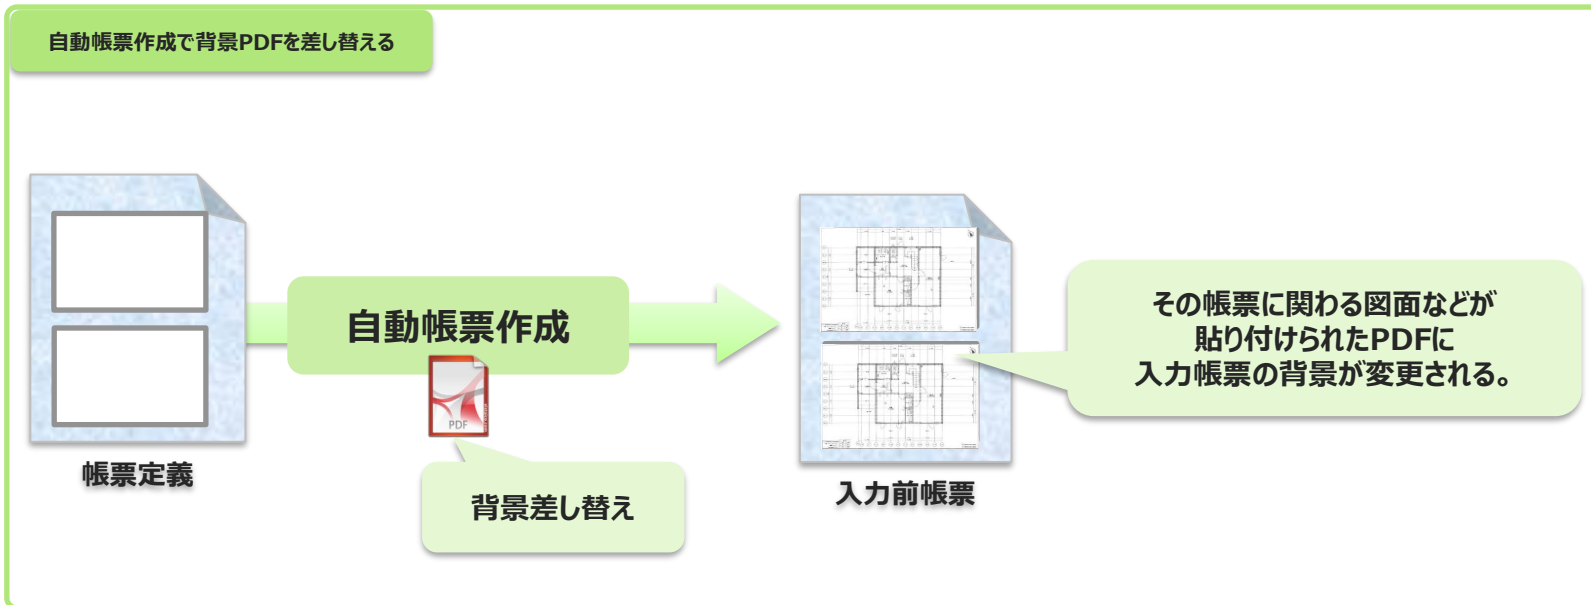 自動帳票作成で背景PDFを差し替える
自動帳票作成
PDF
帳票定義
背景差し替え
入力前帳票
その帳票に関わる図面などが
貼り付けられたPDFに
入力帳票の背景が変更される。